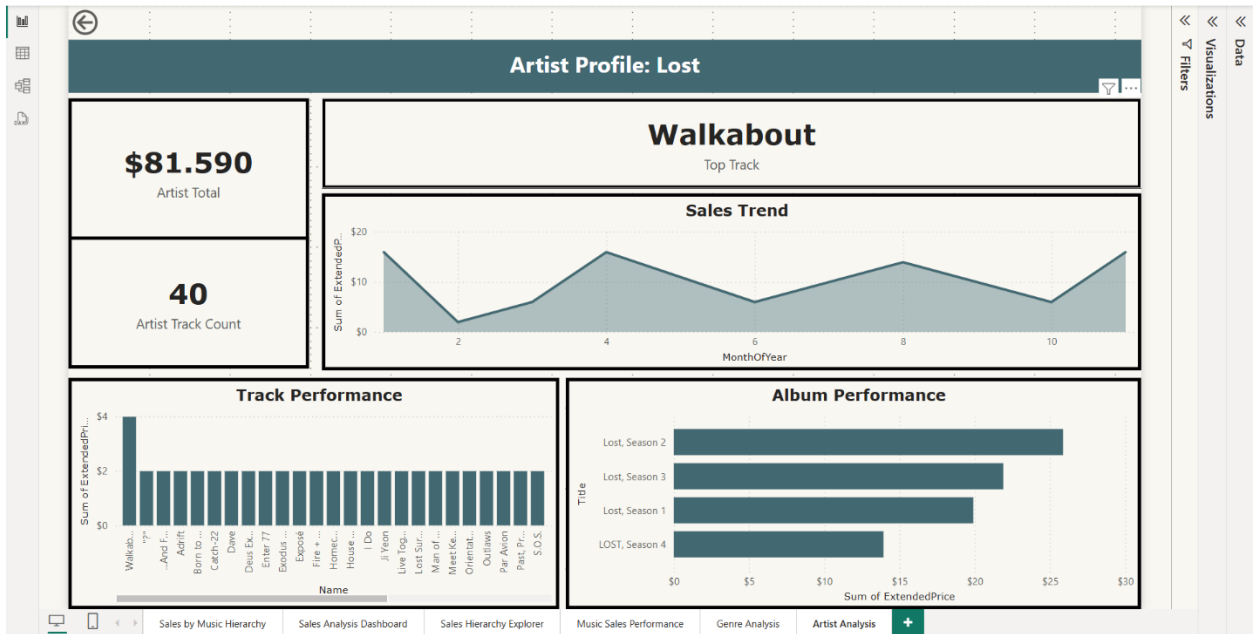 Artist Profile: Lost
Filters
Visualizations
Data
$81.590
Artist Total
40
Artist Track Count
Walkabout
Top Track
Sales Trend
Sum of ExtendedP...
$20
$10
$0
2
4
6
8
10
MonthOfYear
Track Performance
Sum of ExtendedPri...
$4
$2
$0
Walkab...
"?"
...And F...
Adrift
Born to ...
Catch-22
Dave
Deus Ex...
Enter 77
Exodus ...
Exposé
Fire + ...
Homec...
House ...
I Do
Ji Yeon
Live Tog...
Lost Sur...
Man of ...
Meet Ke...
Orientat...
Outlaws
Par Avion
Past, Pr...
S.O.S.
Name
Album Performance
Title
Lost, Season 2
Lost, Season 3
Lost, Season 1
LOST, Season 4
$0
$5
$10
$15
$20
$25
$30
Sum of ExtendedPrice
Sales by Music Hierarchy
Sales Analysis Dashboard
Sales Hierarchy Explorer
Music Sales Performance
Genre Analysis
Artist Analysis